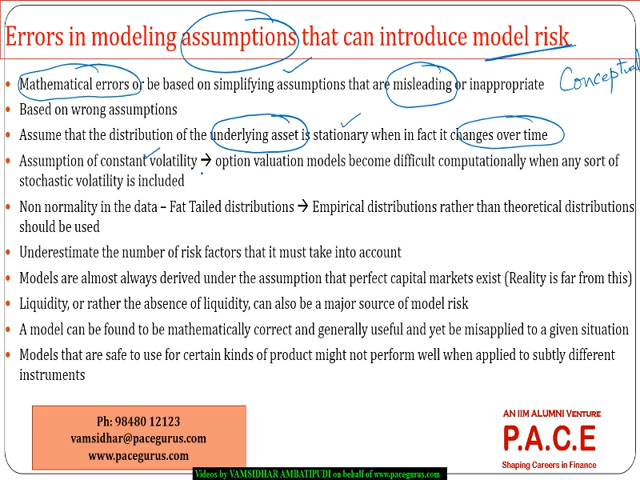 Errors in modeling assumptions that can introduce model risk
• Mathematical errors or be based on simplifying assumptions that are misleading or inappropriate
Conceptual
• Based on wrong assumptions
• Assume that the distribution of the underlying asset is stationary when in fact it changes over time
• Assumption of constant volatility → option valuation models become difficult computationally when any sort of
stochastic volatility is included
• Non normality in the data – Fat Tailed distributions → Empirical distributions rather than theoretical distributions
should be used
• Underestimate the number of risk factors that it must take into account
• Models are almost always derived under the assumption that perfect capital markets exist (Reality is far from this)
• Liquidity, or rather the absence of liquidity, can also be a major source of model risk
• A model can be found to be mathematically correct and generally useful and yet be misapplied to a given situation
• Models that are safe to use for certain kinds of product might not perform well when applied to subtly different
instruments
Ph: 98480 12123
vamsidhar@pacegurus.com
www.pacegurus.com
AN IIM ALUMNI VENTURE
P.A.C.E
Shaping Careers in Finance
Videos by VAMSIDHAR AMBATIPUDI on behalf of www.pacegurus.com